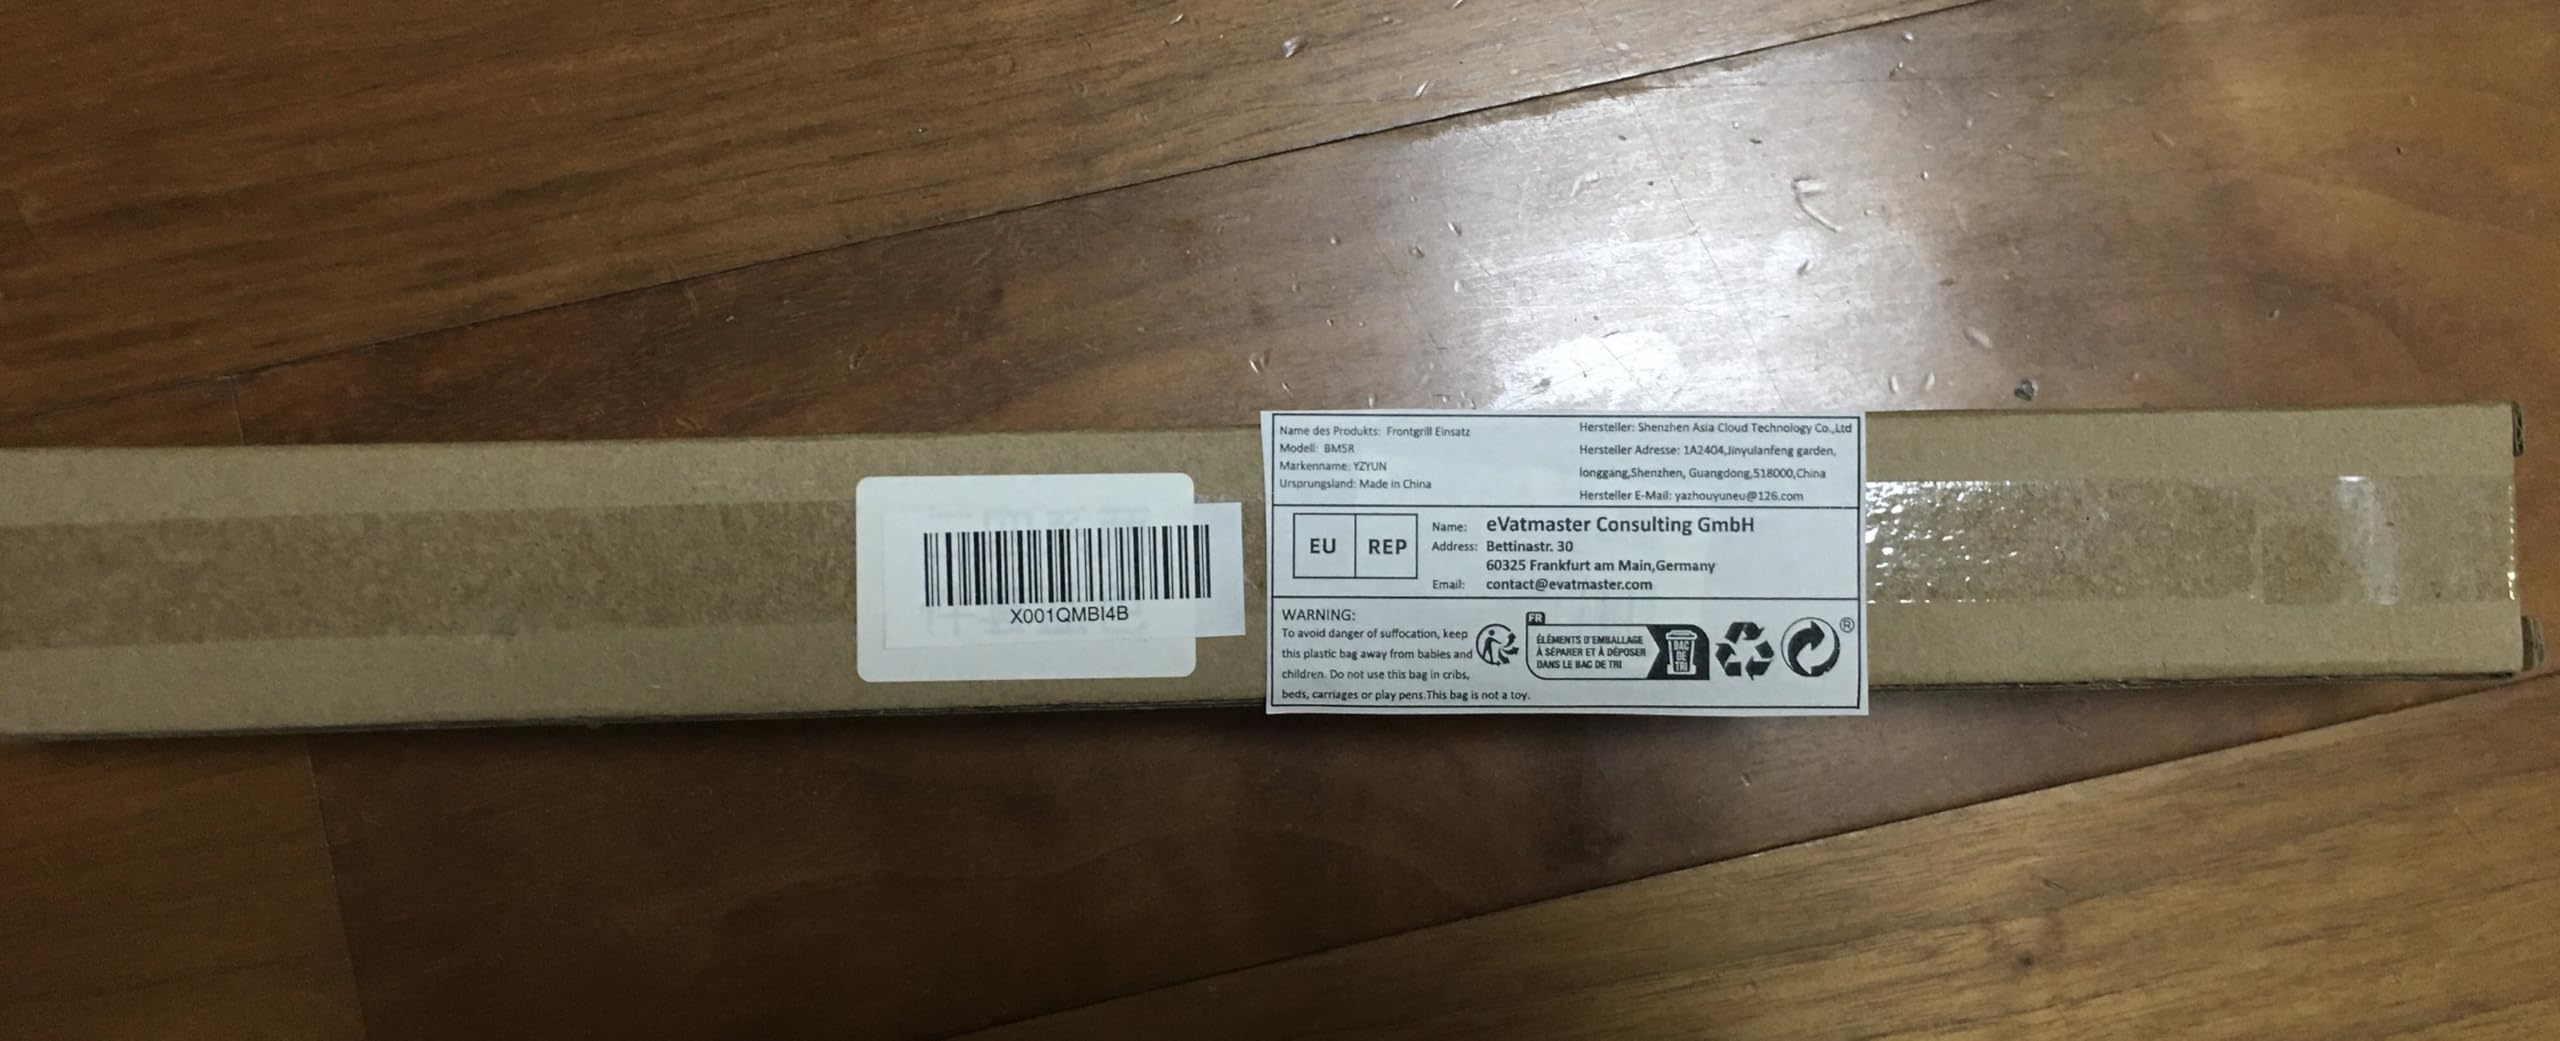 X001QMBI4B
Name des Produkts: Frontgrill Einsatz
Modell: BM5R
Markenname: YZYUN
Ursprungsland: Made in China
Hersteller: Shenzhen Asia Cloud Technology Co.,Ltd
Hersteller Adresse: 1A2404,Jinyulanfeng garden,
longgang,Shenzhen, Guangdong,518000,China
Hersteller E-Mail: yazhouyuneu@126.com
EU REP
Name: eVatmaster Consulting GmbH
Address: Bettinastr. 30
60325 Frankfurt am Main,Germany
Email: contact@evatmaster.com
WARNING:
To avoid danger of suffocation, keep
this plastic bag away from babies and
children. Do not use this bag in cribs,
beds, carriages or play pens.This bag is not a toy.
FR
ÉLÉMENTS D'EMBALLAGE
À SÉPARER ET À DÉPOSER
DANS LE BAC DE TRI
BAC
DE
TRI
®